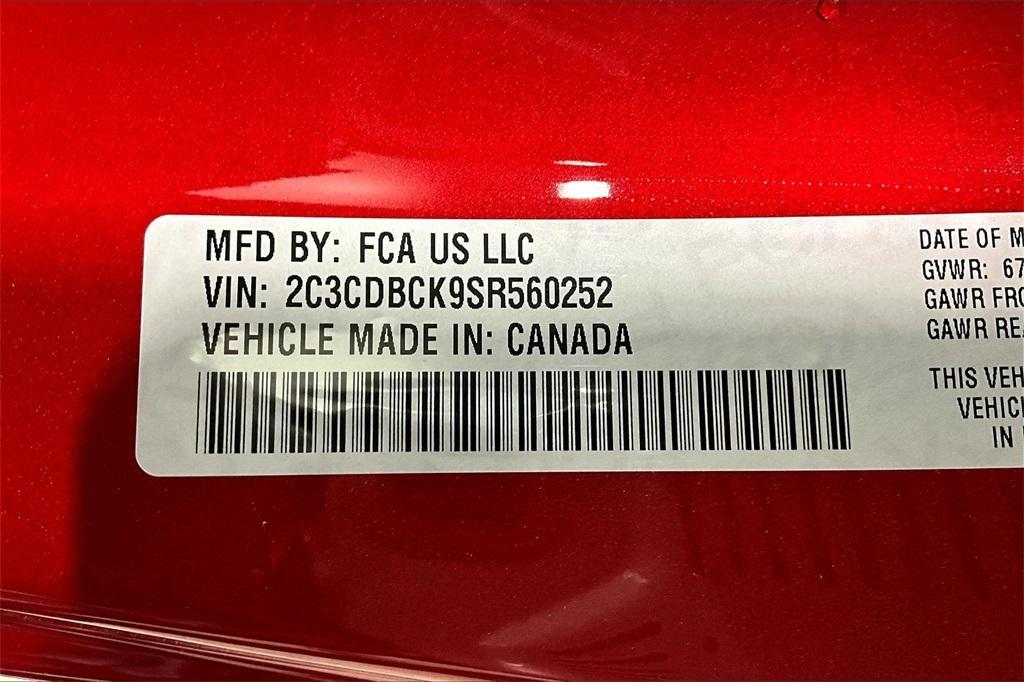 MFD BY: FCA US LLC
VIN: 2C3CDBCK9SR560252
VEHICLE MADE IN: CANADA
DATE OF M
GVWR: 67
GAWR FRO
GAWR REA
THIS VEH
VEHICL
IN